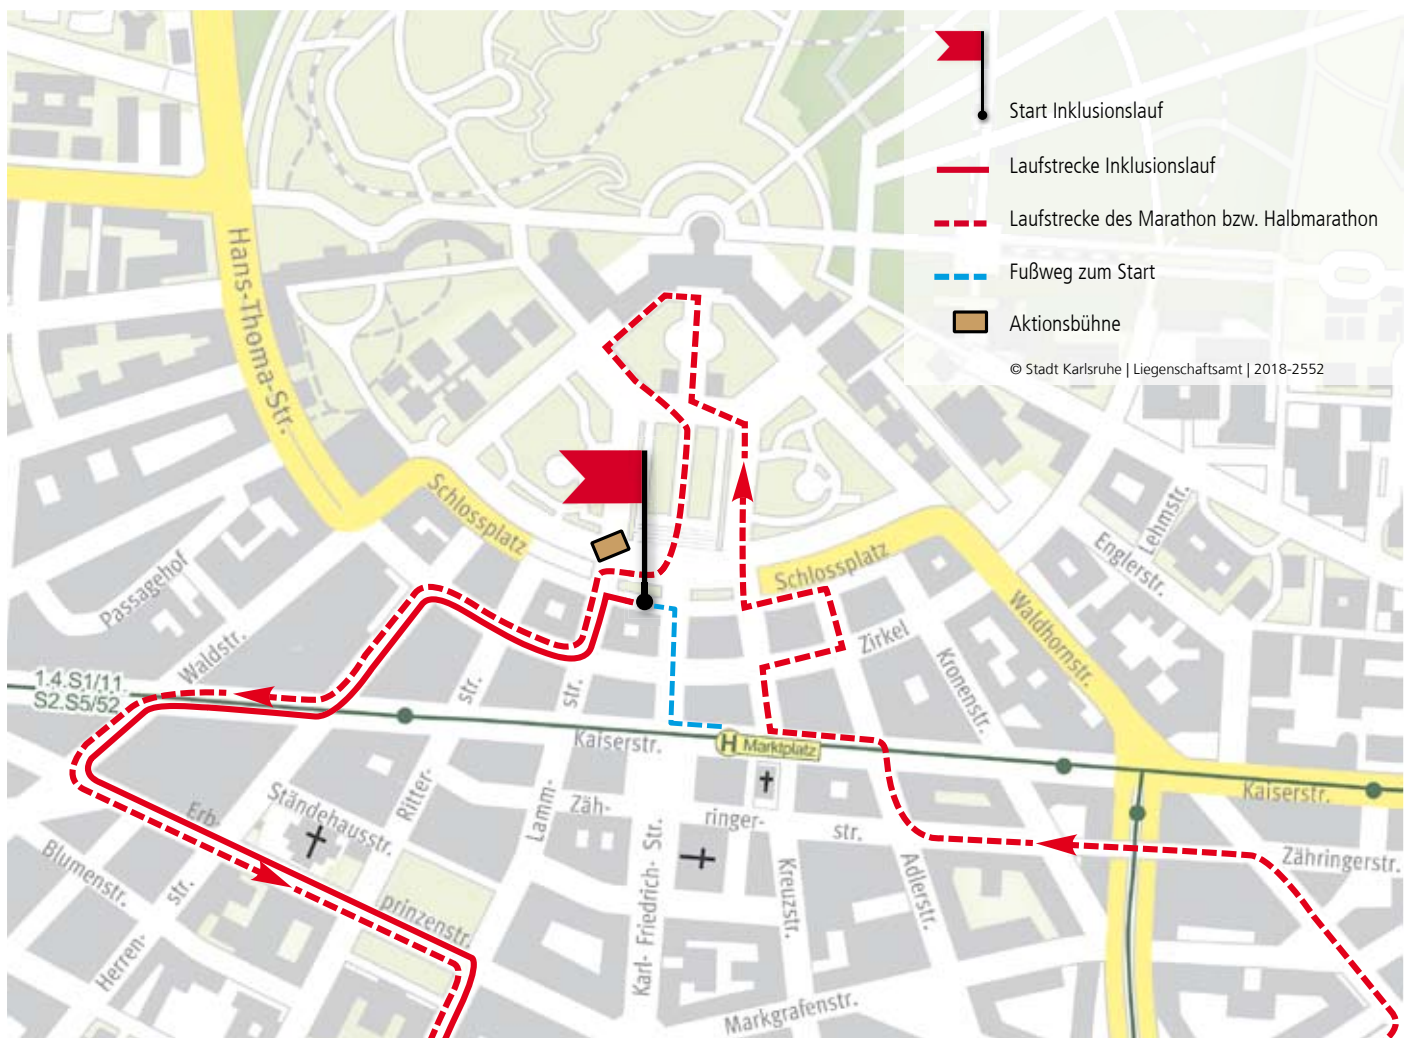 Start Inklusionslauf
Laufstrecke Inklusionslauf
Laufstrecke des Marathon bzw. Halbmarathon
Fußweg zum Start
Aktionsbühne
© Stadt Karlsruhe | Liegenschaftsamt | 2018-2552
Hans-Thoma-Str.
Schlossplatz
Schlossplatz
Lehmstr.
Englerstr.
Passagehof
Waldstr.
Waldhornstr.
Zirkel
Kronenstr.
1.4.S1/11.
S2.S5/52
str.
str.
Kaiserstr.
H Marktplatz
Kaiserstr.
Erb-
Ständehausstr.
Ritter-
Lamm-
Zäh-
ringer-
str.
Zähringerstr.
Blumenstr.
str.
prinzenstr.
Herren-
Karl- Friedrich- Str.
Kreuzstr.
Adlerstr.
Markgrafenstr.